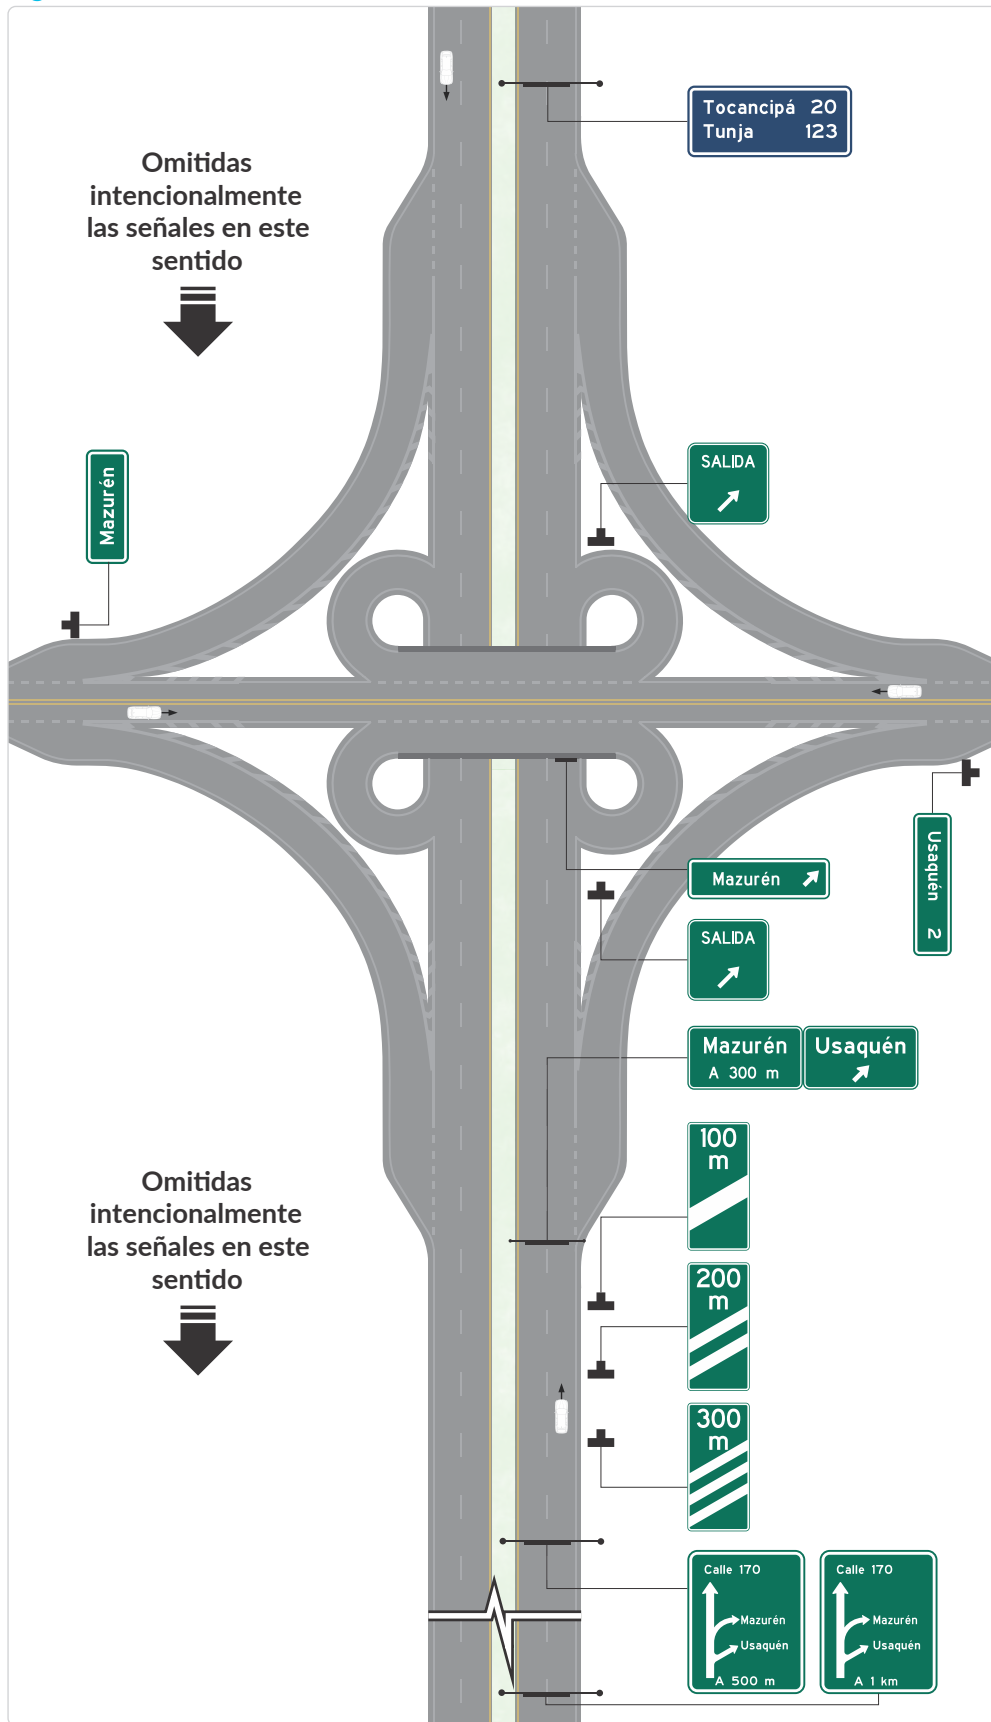 Tocancipá 20
Tunja 123
Omitidas
intencionalmente
las señales en este
sentido
SALIDA
Mazurén
Usaquén 2
Mazurén
SALIDA
Mazurén
A 300 m
Usaquén
100
m
Omitidas
intencionalmente
las señales en este
sentido
200
m
300
m
Calle 170
Mazurén
Usaquén
A 500 m
Calle 170
Mazurén
Usaquén
A 1 km